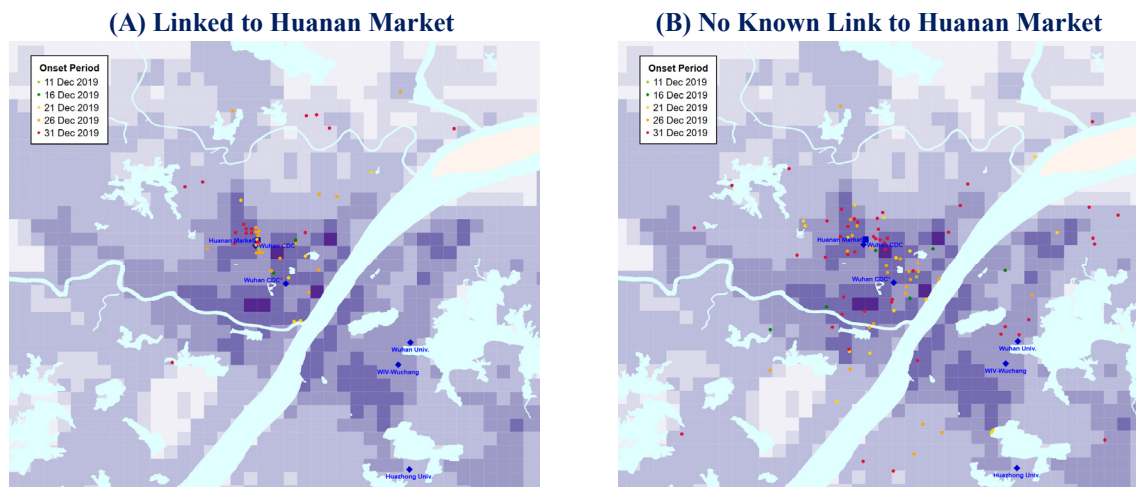 (A) Linked to Huanan Market
Onset Period
11 Dec 2019
16 Dec 2019
21 Dec 2019
26 Dec 2019
31 Dec 2019
Huanan Market
Wuhan CDC
Wuhan CDC'
Wuhan Univ.
WIV-Wuchang
Huazhong Univ.
(B) No Known Link to Huanan Market
Onset Period
11 Dec 2019
16 Dec 2019
21 Dec 2019
26 Dec 2019
31 Dec 2019
Huanan Market
Wuhan CDC
Wuhan CDC'
Wuhan Univ.
WIV-Wuchang
Huazhong Univ.